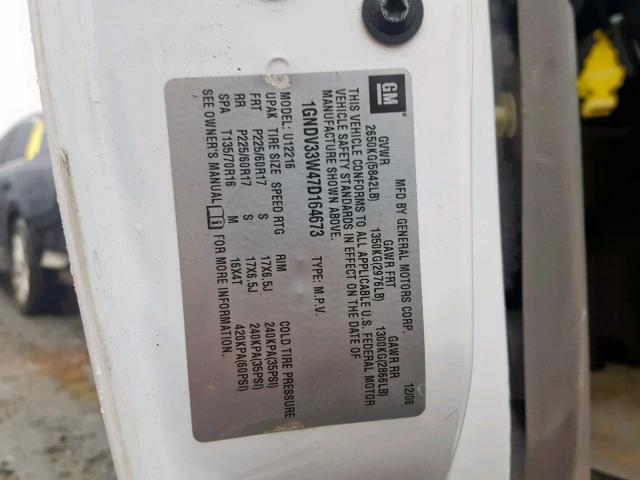 GM
MFD BY GENERAL MOTORS CORP. 12/06
GVWR GAWR FRT GAWR RR
2650KG(5842LB) 1350KG(2976LB) 1300KG(2866LB)
THIS VEHICLE CONFORMS TO ALL APPLICABLE U.S. FEDERAL MOTOR
VEHICLE SAFETY STANDARDS IN EFFECT ON THE DATE OF
MANUFACTURE SHOWN ABOVE.
1GNDV33W47D164673 TYPE: M.P.V.
MODEL: U12216
UPAK TIRE SIZE SPEED RTG RIM COLD TIRE PRESSURE
FRT P225/60R17 S 17X6.5J 240KPA(35PSI)
RR P225/60R17 S 17X6.5J 240KPA(35PSI)
SPA T135/70R16 M 16X4T 420KPA(60PSI)
SEE OWNER'S MANUAL FOR MORE INFORMATION.